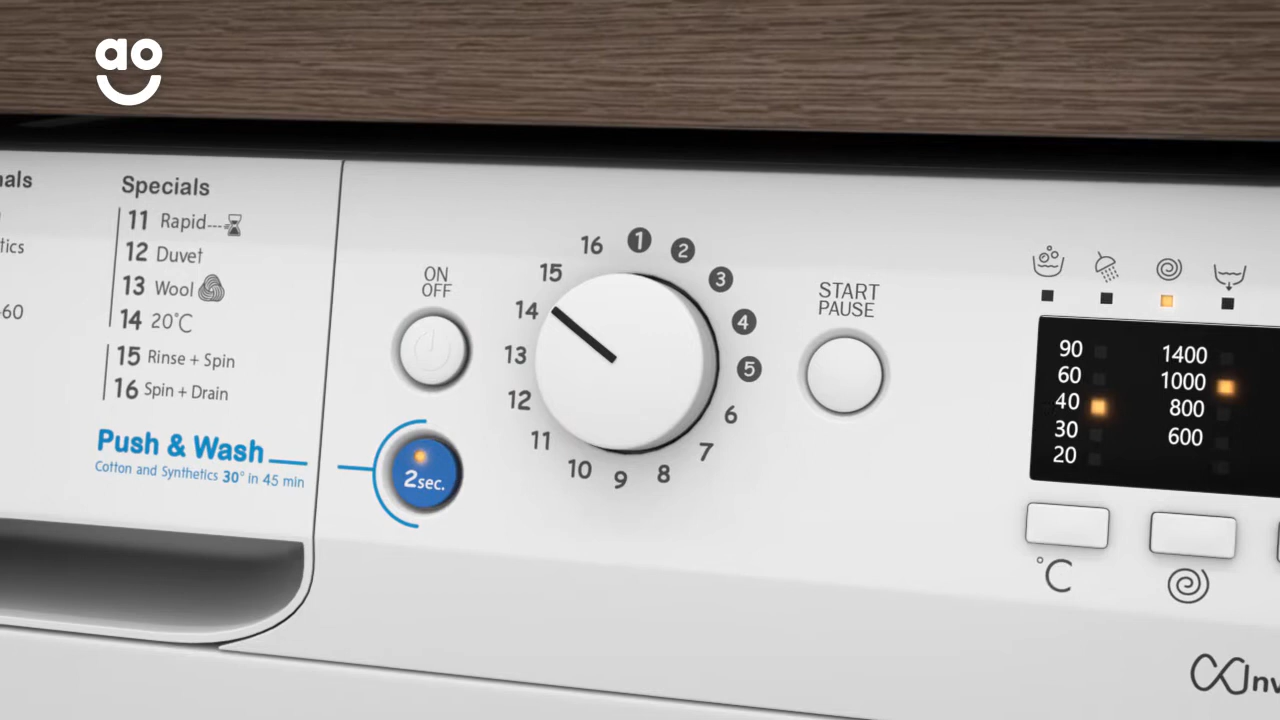 ao
Specials
11 Rapid
12 Duvet
13 Wool
14 20°C
15 Rinse + Spin
16 Spin + Drain
Push & Wash
Cotton and Synthetics 30° in 45 min
60
ON
OFF
2sec.
1
2
3
4
5
6
7
8
9
10
11
12
13
14
15
16
START
PAUSE
90
60
40
30
20
1400
1000
800
600
°C